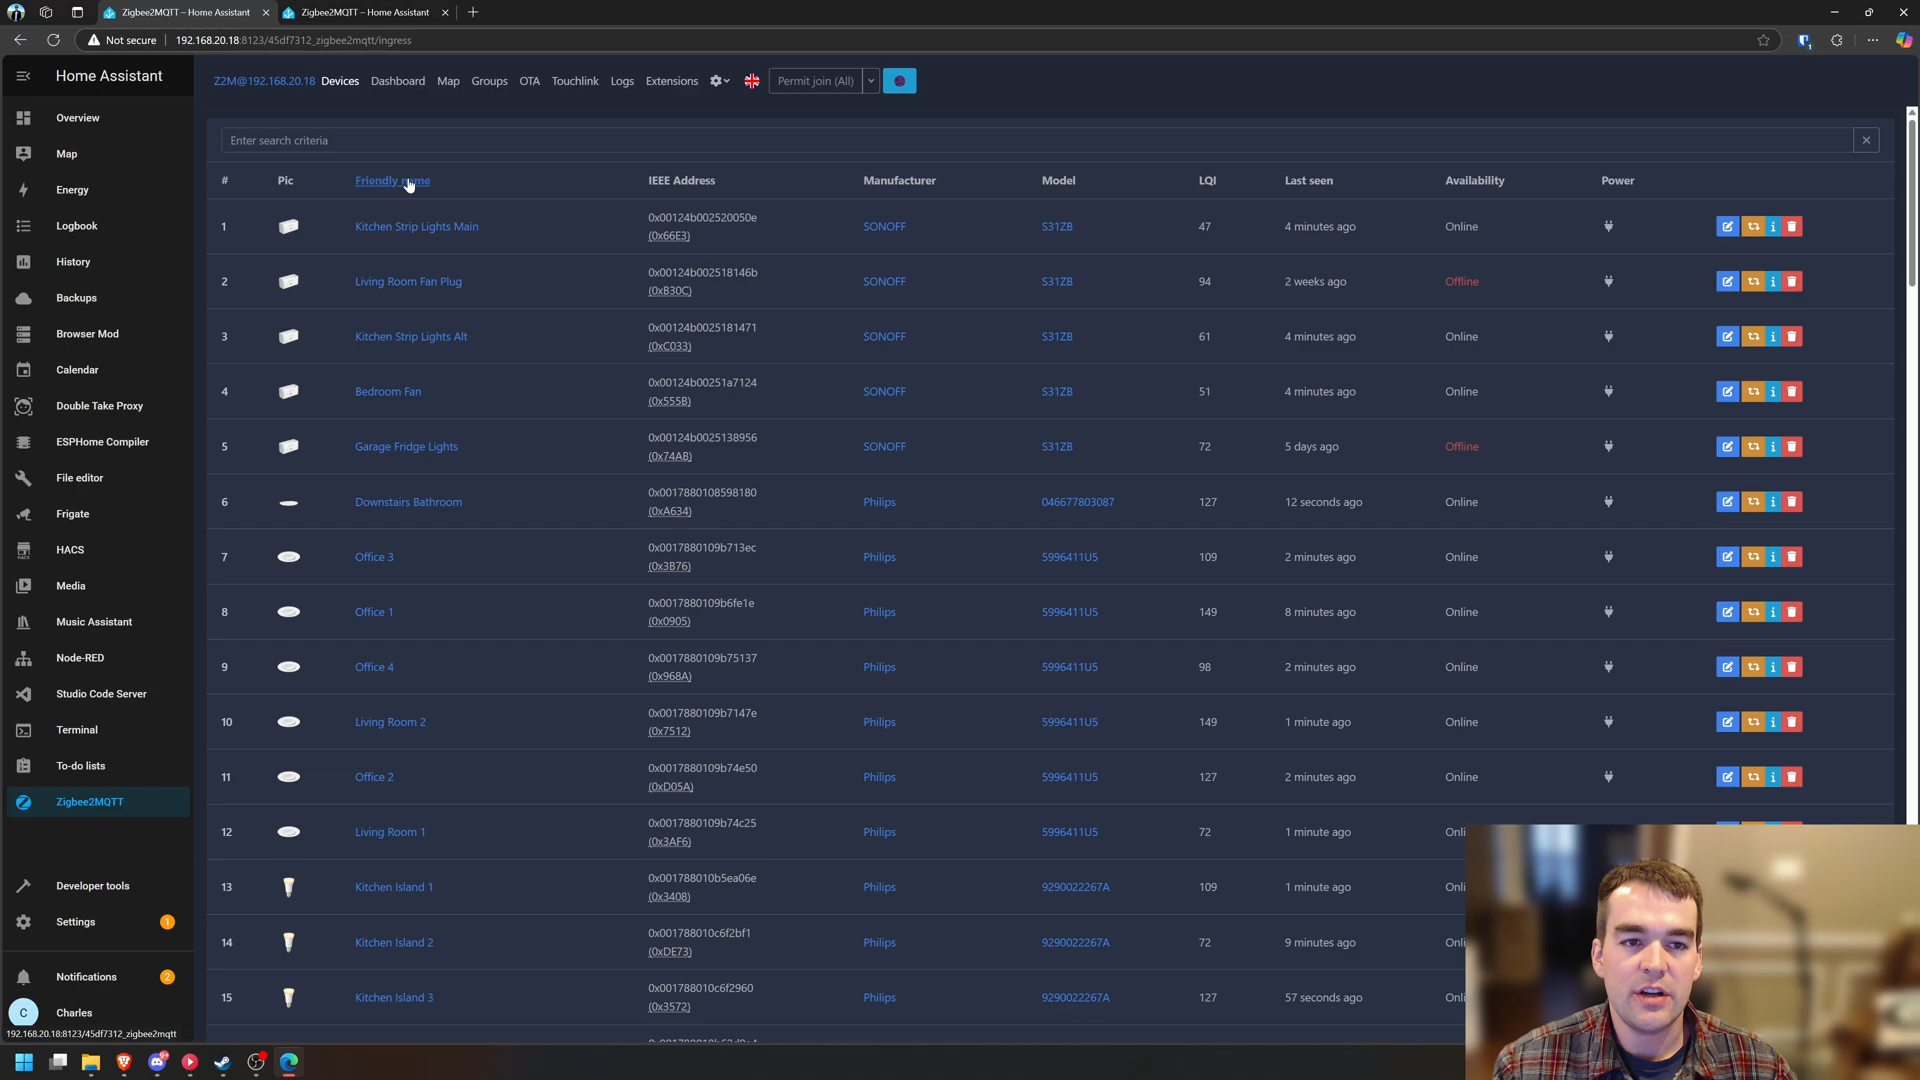 Zigbee2MQTT – Home Assistant
Zigbee2MQTT – Home Assistant
Not secure
192.168.20.18:8123/45df7312_zigbee2mqtt/ingress
Home Assistant
Overview
Map
Energy
Logbook
History
Backups
Browser Mod
Calendar
Double Take Proxy
ESPHome Compiler
File editor
Frigate
HACS
Media
Music Assistant
Node-RED
Studio Code Server
Terminal
To-do lists
Zigbee2MQTT
Developer tools
Settings 1
Notifications 2
C Charles
192.168.20.18:8123/45df7312_zigbee2mqtt
Z2M@192.168.20.18 Devices Dashboard Map Groups OTA Touchlink Logs Extensions Permit join (All)
Enter search criteria
# Pic Friendly name IEEE Address Manufacturer Model LQI Last seen Availability Power
1 Kitchen Strip Lights Main 0x00124b002520050e (0x66E3) SONOFF S31ZB 47 4 minutes ago Online
2 Living Room Fan Plug 0x00124b002518146b (0xB30C) SONOFF S31ZB 94 2 weeks ago Offline
3 Kitchen Strip Lights Alt 0x00124b0025181471 (0xC033) SONOFF S31ZB 61 4 minutes ago Online
4 Bedroom Fan 0x00124b00251a7124 (0x555B) SONOFF S31ZB 51 4 minutes ago Online
5 Garage Fridge Lights 0x00124b0025138956 (0x74AB) SONOFF S31ZB 72 5 days ago Offline
6 Downstairs Bathroom 0x0017880108598180 (0xA634) Philips 046677803087 127 12 seconds ago Online
7 Office 3 0x0017880109b713ec (0x3B76) Philips 5996411U5 109 2 minutes ago Online
8 Office 1 0x0017880109b6fe1e (0x0905) Philips 5996411U5 149 8 minutes ago Online
9 Office 4 0x0017880109b75137 (0x968A) Philips 5996411U5 98 2 minutes ago Online
10 Living Room 2 0x0017880109b7147e (0x7512) Philips 5996411U5 149 1 minute ago Online
11 Office 2 0x0017880109b74e50 (0xD05A) Philips 5996411U5 127 2 minutes ago Online
12 Living Room 1 0x0017880109b74c25 (0x3AF6) Philips 5996411U5 72 1 minute ago Onli
13 Kitchen Island 1 0x001788010b5ea06e (0x3408) Philips 9290022267A 109 1 minute ago Onli
14 Kitchen Island 2 0x001788010c6f2bf1 (0xDE73) Philips 9290022267A 72 9 minutes ago Onli
15 Kitchen Island 3 0x001788010c6f2960 (0x3572) Philips 9290022267A 127 57 seconds ago Onli